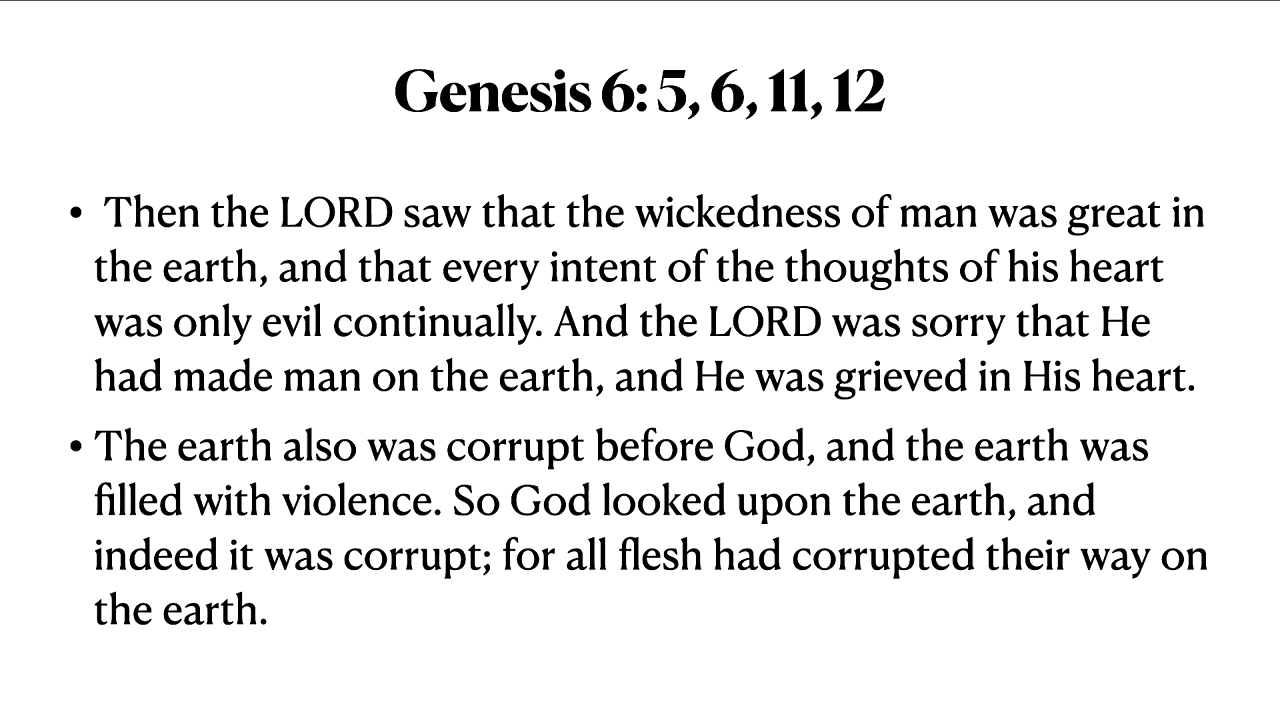 Genesis 6: 5, 6, 11, 12
• Then the LORD saw that the wickedness of man was great in
the earth, and that every intent of the thoughts of his heart
was only evil continually. And the LORD was sorry that He
had made man on the earth, and He was grieved in His heart.
• The earth also was corrupt before God, and the earth was
filled with violence. So God looked upon the earth, and
indeed it was corrupt; for all flesh had corrupted their way on
the earth.